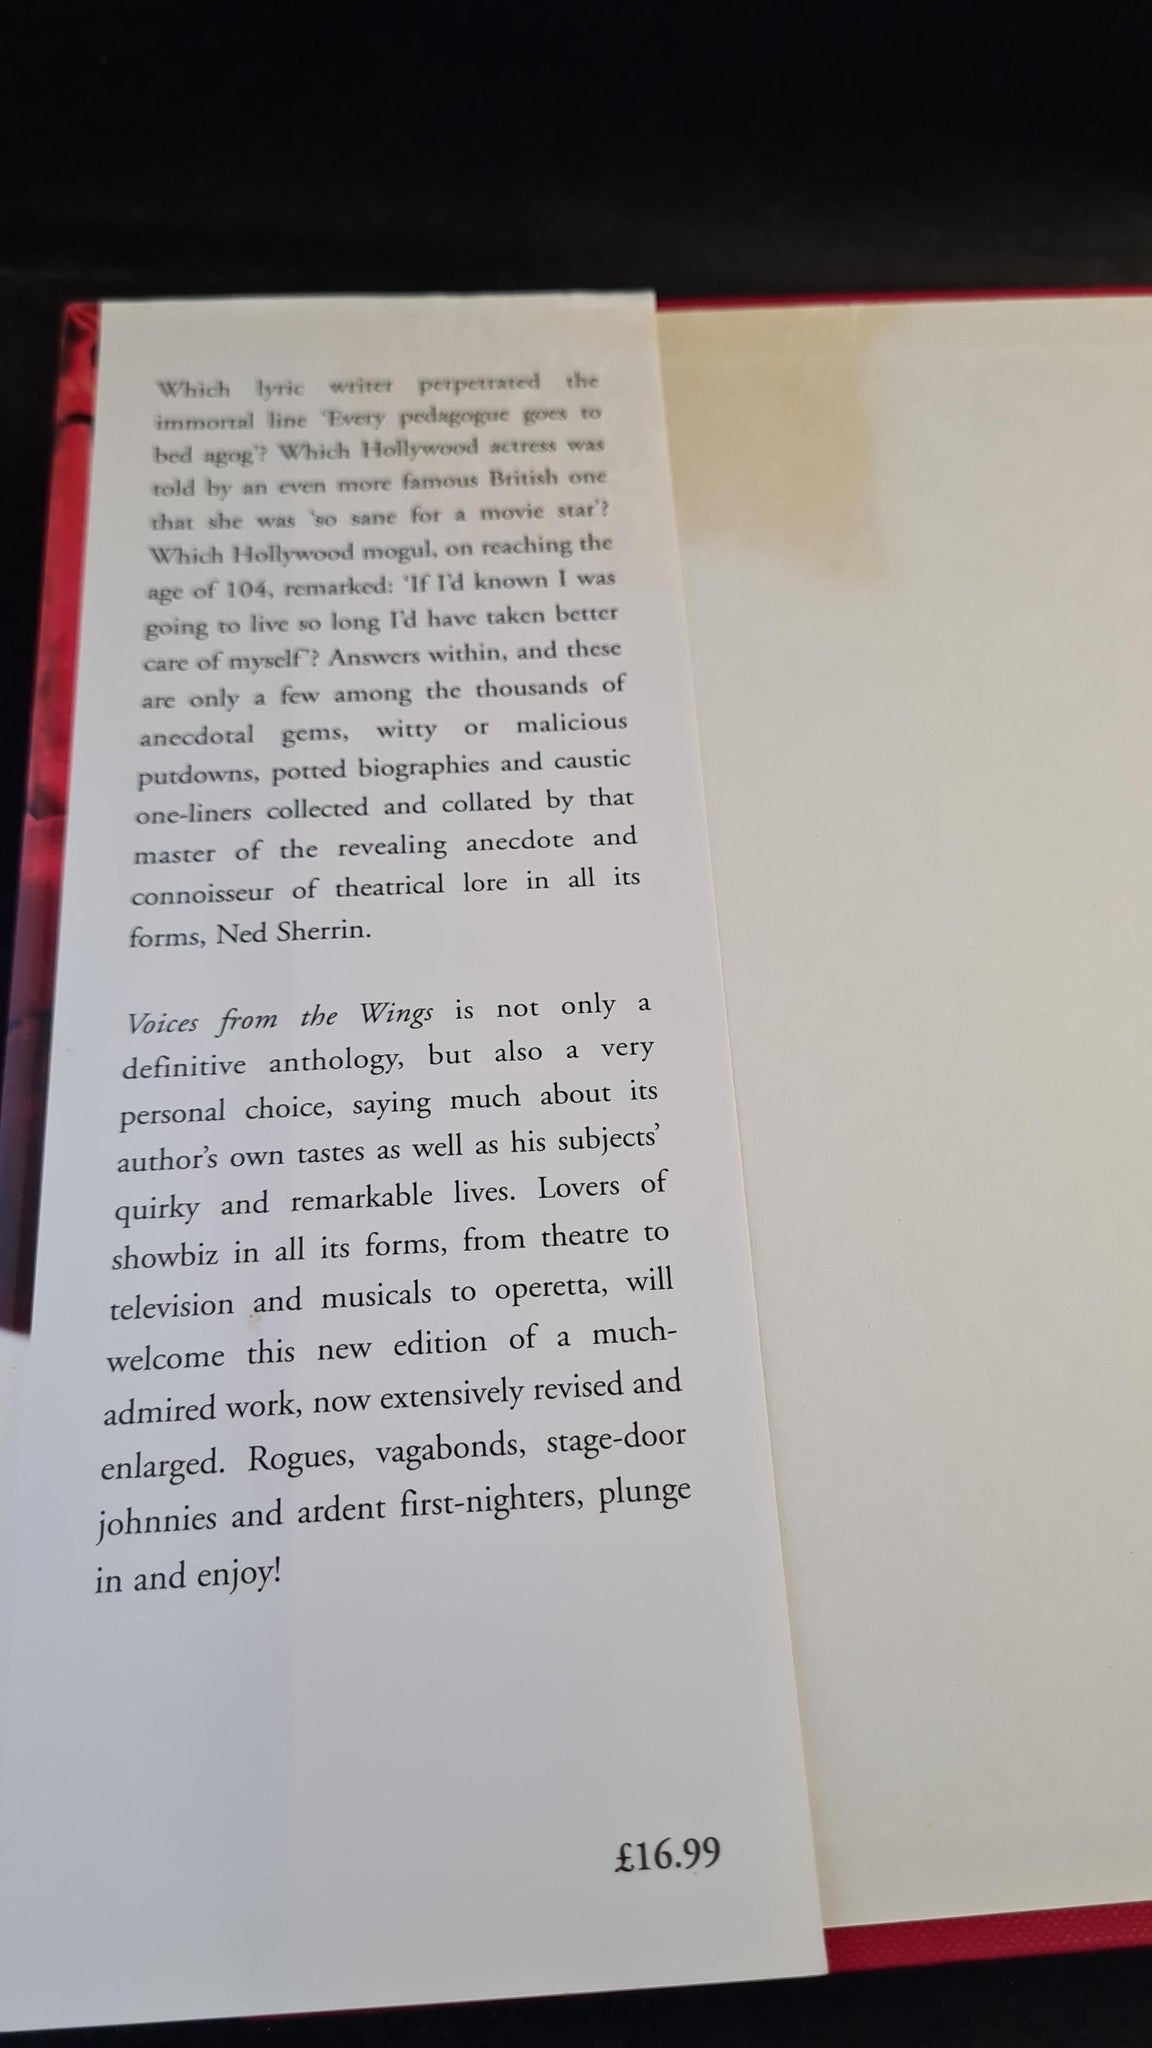 Which lyric writer perpetrated the
immortal line ‘Every pedagogue goes to
bed agog’? Which Hollywood actress was
told by an even more famous British one
that she was ‘so sane for a movie star’?
Which Hollywood mogul, on reaching the
age of 104, remarked: ‘If I’d known I was
going to live so long I’d have taken better
care of myself’? Answers within, and these
are only a few among the thousands of
anecdotal gems, witty or malicious
putdowns, potted biographies and caustic
one-liners collected and collated by that
master of the revealing anecdote and
connoisseur of theatrical lore in all its
forms, Ned Sherrin.
Voices from the Wings is not only a
definitive anthology, but also a very
personal choice, saying much about its
author’s own tastes as well as his subjects’
quirky and remarkable lives. Lovers of
showbiz in all its forms, from theatre to
television and musicals to operetta, will
welcome this new edition of a much-
admired work, now extensively revised and
enlarged. Rogues, vagabonds, stage-door
johnnies and ardent first-nighters, plunge
in and enjoy!
£16.99